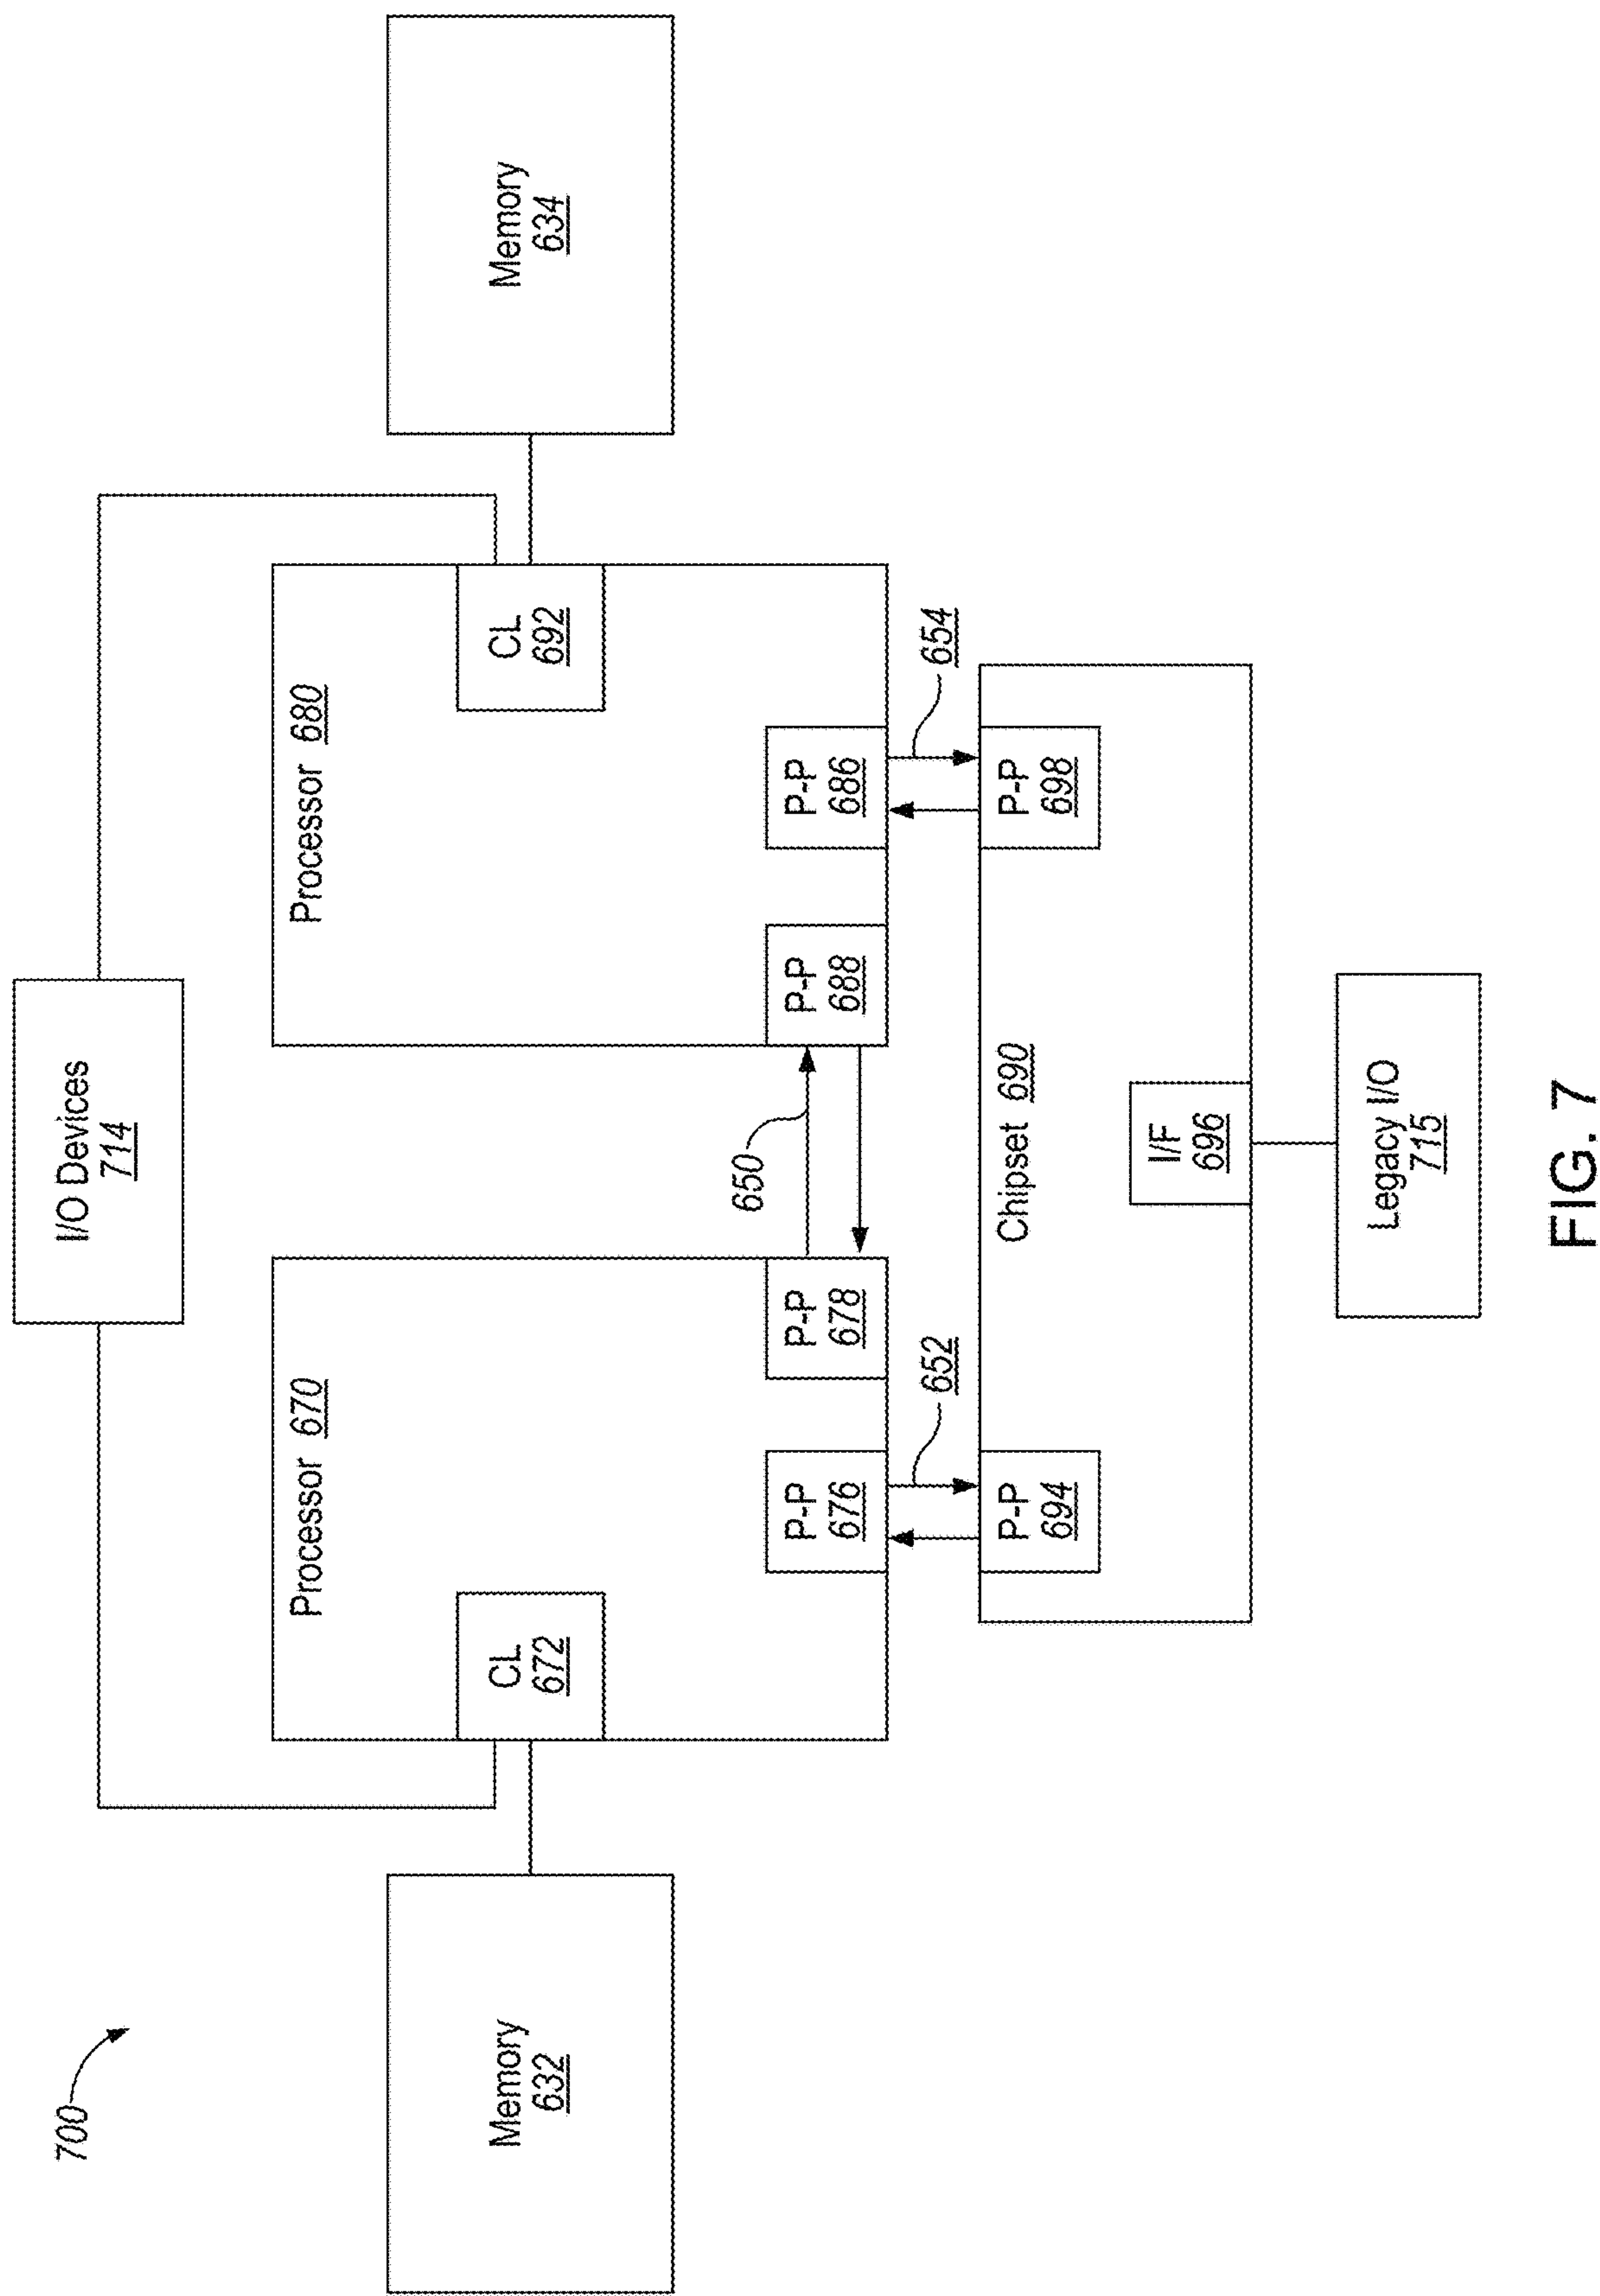 700
I/O Devices
714
Processor 670
Processor 680
Memory
632
CL
672
CL
692
Memory
634
650
P-P
676
P-P
678
P-P
688
P-P
686
652
654
P-P
694
Chipset 690
P-P
698
I/F
696
Legacy I/O
715
FIG. 7